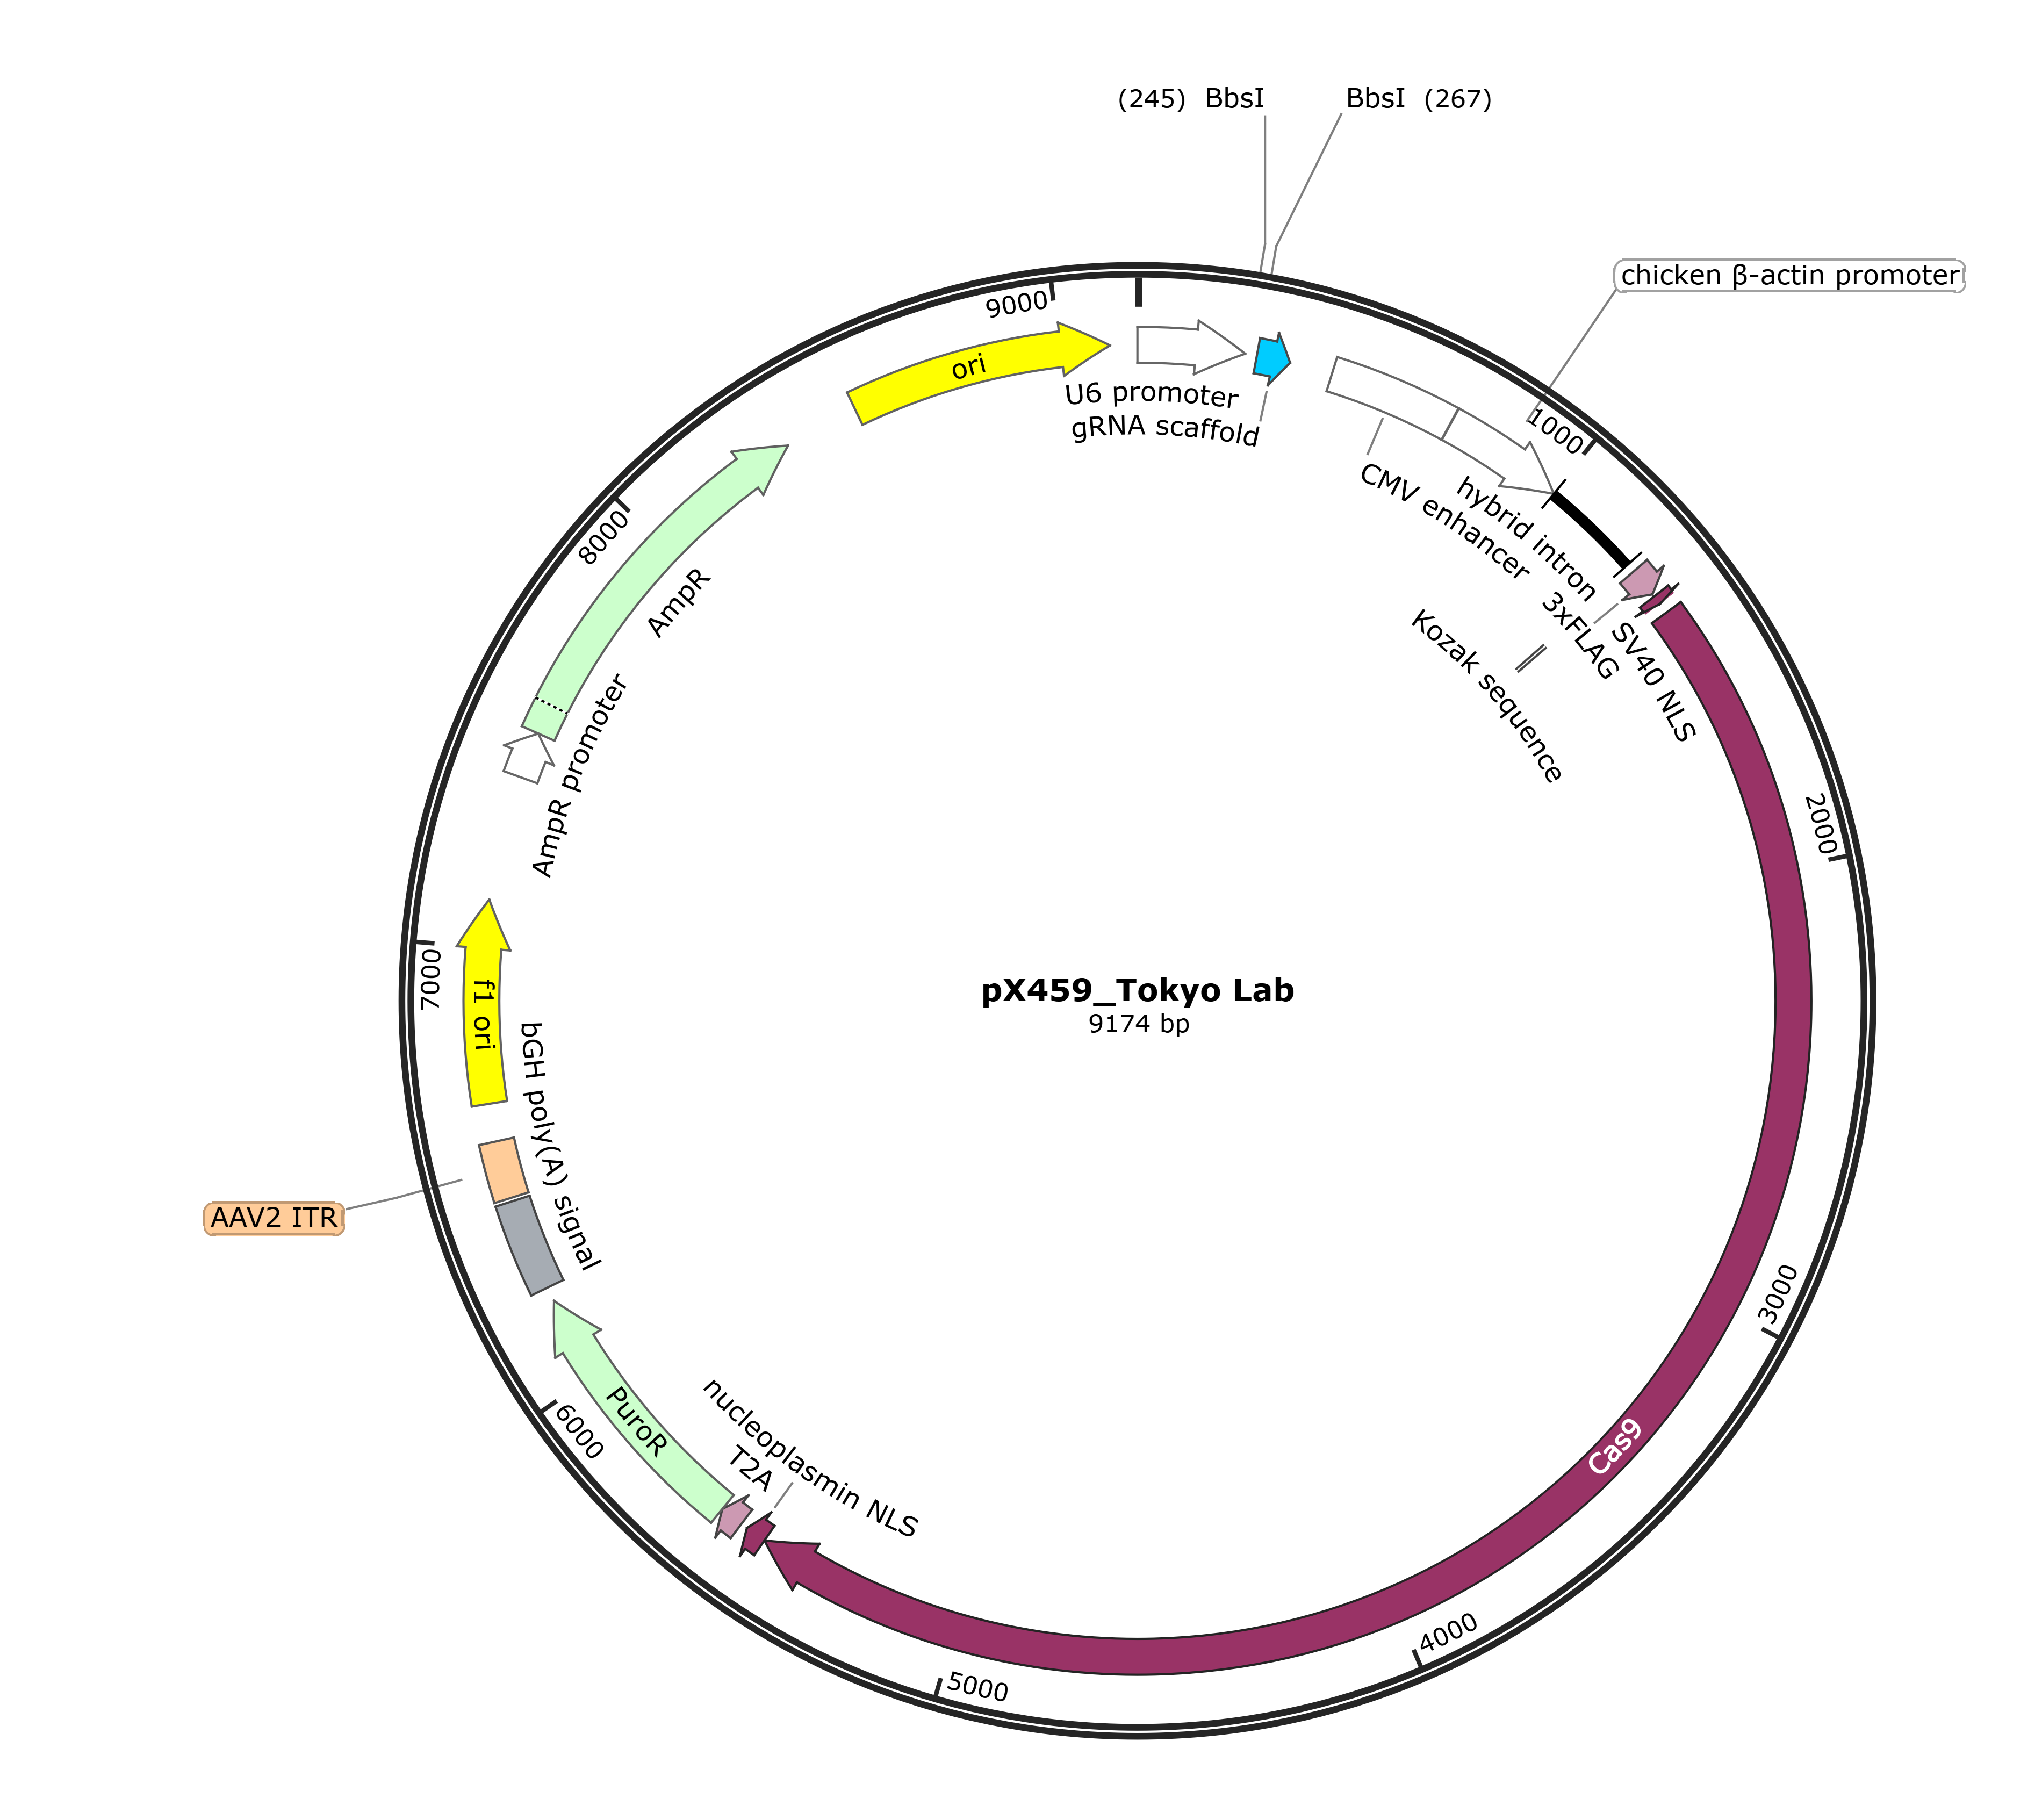 (245) BbsI
BbsI (267)
chicken β-actin promoter
9000
ori
U6 promoter
gRNA scaffold
1000
CMV enhancer
hybrid intron
3xFLAG
SV40 NLS
Kozak sequence
8000
AmpR
AmpR promoter
2000
7000
f1 ori
pX459_Tokyo Lab
9174 bp
bGH poly(A) signal
AAV2 ITR
3000
PuroR
6000
nucleoplasmin NLS
T2A
Cas9
4000
5000